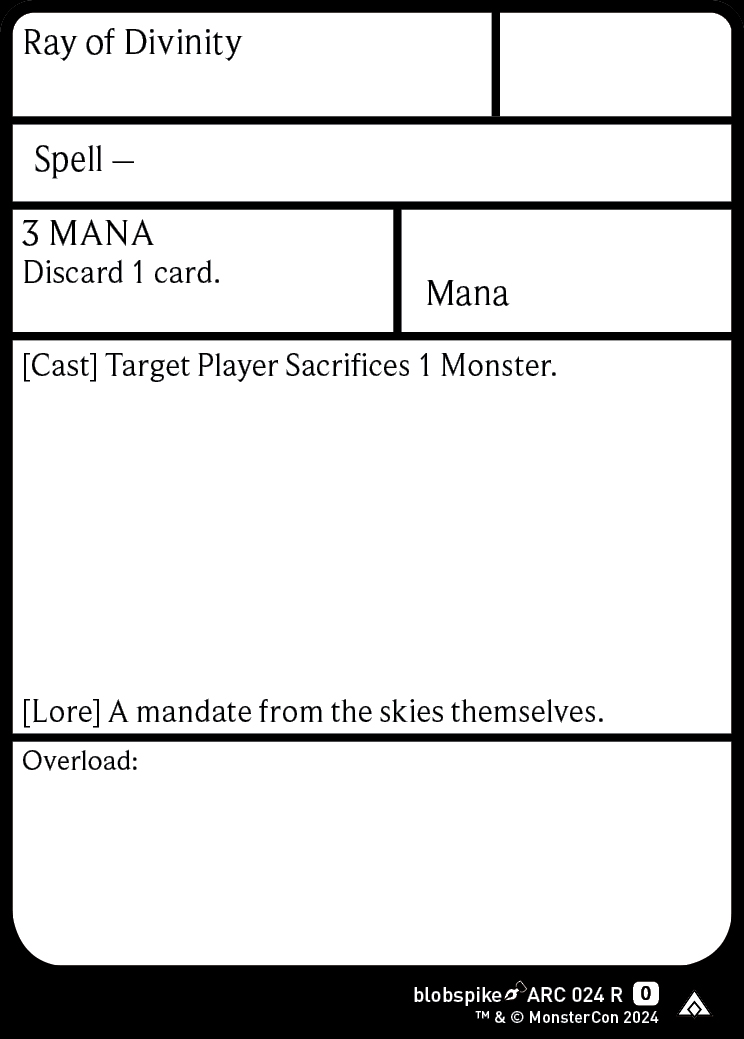 Ray of Divinity
Spell —
3 MANA
Discard 1 card.
Mana
[Cast] Target Player Sacrifices 1 Monster.
[Lore] A mandate from the skies themselves.
Overload:
blobspike ARC 024 R 0
™ & © MonsterCon 2024